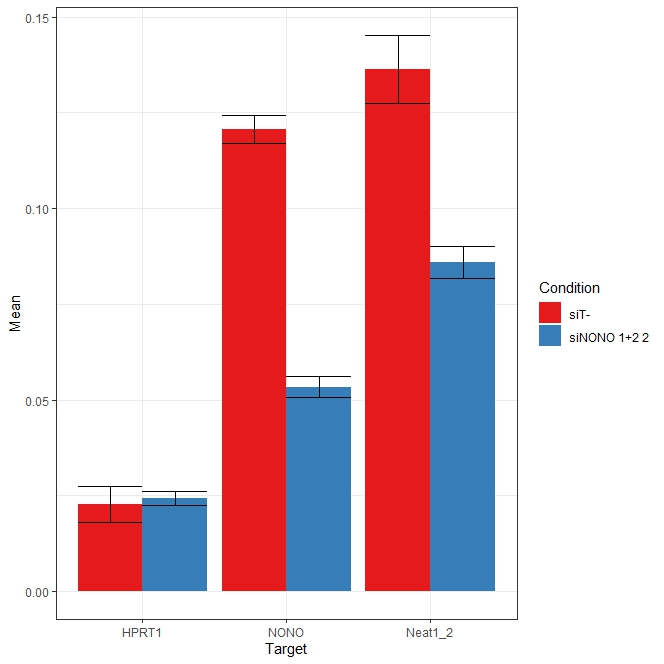 0.15
0.10
0.05
0.00
Mean
HPRT1
NONO
Neat1_2
Target
Condition
siT-
siNONO 1+2 2